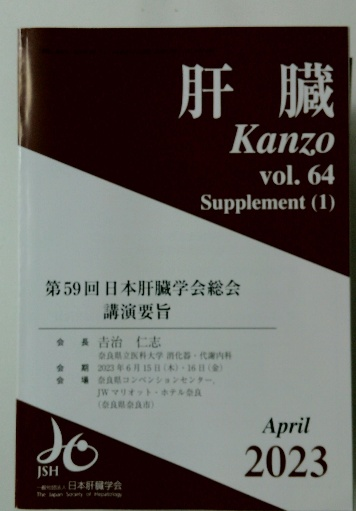 肝臓
Kanzo
vol. 64
Supplement (1)
第59回日本肝臓学会総会
講演要旨
会長 吉治 仁志
奈良県立医科大学 消化器・代謝内科
会期 2023年6月15日(木)・16日(金)
会場 奈良県コンベンションセンター,
JWマリオット・ホテル奈良
(奈良県奈良市)
April
2023
JSH
一般社団法人 日本肝臓学会
The Japan Society of Hepatology